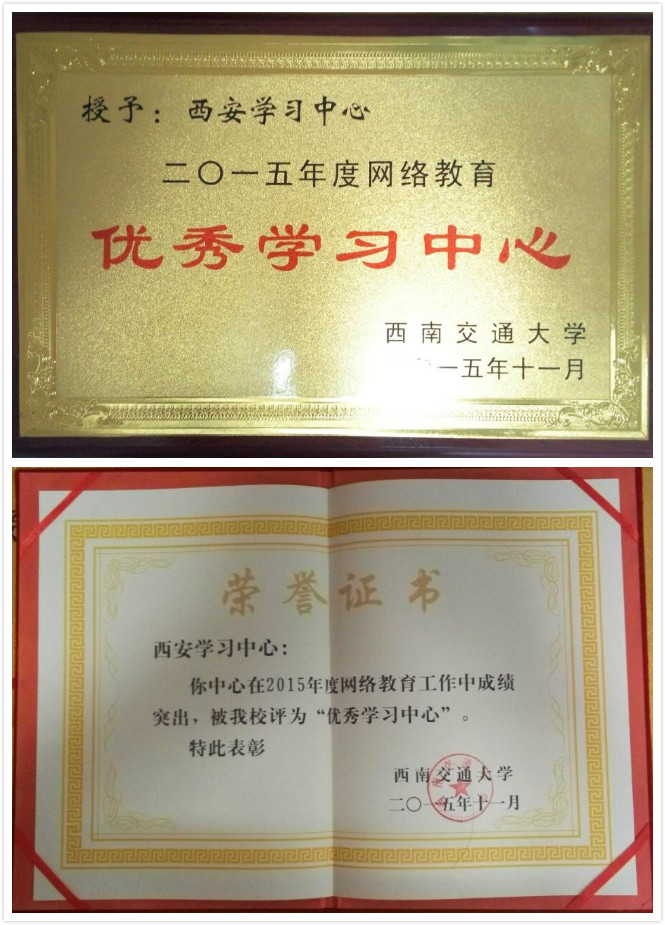 授予：西安学习中心
二〇一五年度网络教育
优秀学习中心
西南交通大学
〇一五年十一月
荣誉证书
西安学习中心：
你中心在2015年度网络教育工作中成绩
突出，被我校评为“优秀学习中心”。
特此表彰
西南交通大学
二〇一五年十一月